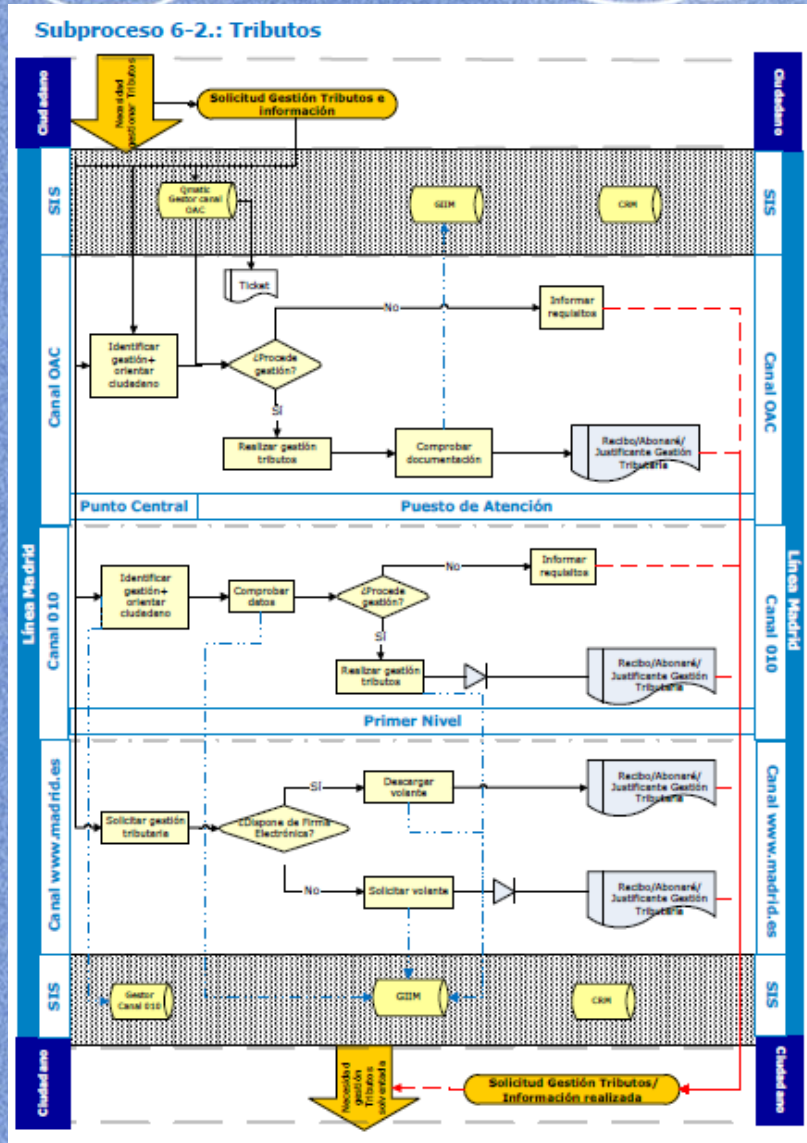 Subproceso 6-2.: Tributos
Ciudadano
Necesidad
gestionar Tributos
Solicitud Gestión Tributos e
información
Ciudadano
SIS
Qmatic
Gestor canal
OAC
GIIM
CRM
SIS
Línea Madrid
Canal OAC
Ticket
No
Informar
requisitos
Identificar
gestión+
orientar
ciudadano
¿Procede
gestión?
SÍ
Realizar gestión
tributos
Comprobar
documentación
Recibo/Abonaré/
Justificante Gestión
Tributaria
Canal OAC
Línea Madrid
Punto Central
Puesto de Atención
Canal 010
Identificar
gestión+
orientar
ciudadano
Comprobar
datos
¿Procede
gestión?
No
Informar
requisitos
SÍ
Realizar gestión
tributos
Recibo/Abonaré/
Justificante Gestión
Tributaria
Canal 010
Primer Nivel
Canal www.madrid.es
Solicitar gestión
tributaria
¿Dispone de Firma
Electrónica?
SÍ
Descargar
volante
Recibo/Abonaré/
Justificante Gestión
Tributaria
No
Solicitar volante
Recibo/Abonaré/
Justificante Gestión
Tributaria
Canal www.madrid.es
SIS
Gestor
Canal 010
GIIM
CRM
SIS
Ciudadano
Necesidad
gestión
Tributos
solventada
Solicitud Gestión Tributos/
Información realizada
Ciudadano